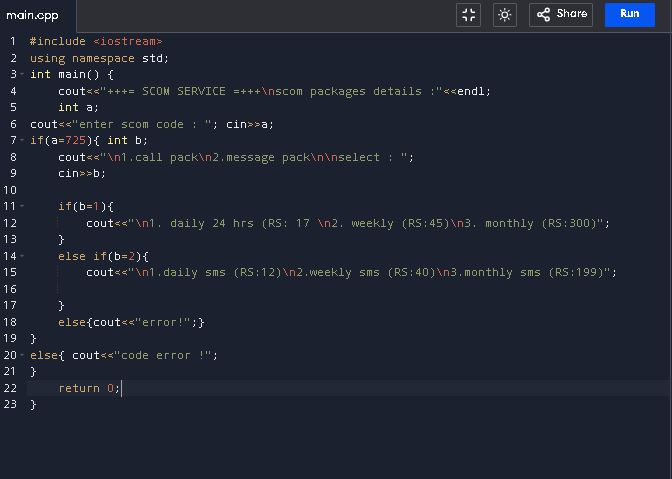 main.cpp
Share
Run
1 #include <iostream>
2 using namespace std;
3 int main() {
4 cout<<"+++= SCOM SERVICE =+++\nscom packages details :"<<endl;
5 int a;
6 cout<<"enter scom code : "; cin>>a;
7 if(a=725){ int b;
8 cout<<"\n1.call pack\n2.message pack\n\nselect : ";
9 cin>>b;
10
11 if(b=1){
12 cout<<"\n1. daily 24 hrs (RS: 17 \n2. weekly (RS:45)\n3. monthly (RS:300)";
13 }
14 else if(b=2){
15 cout<<"\n1.daily sms (RS:12)\n2.weekly sms (RS:40)\n3.monthly sms (RS:199)";
16
17 }
18 else{cout<<"error!";}
19 }
20 else{ cout<<"code error !";
21 }
22 return 0;
23 }